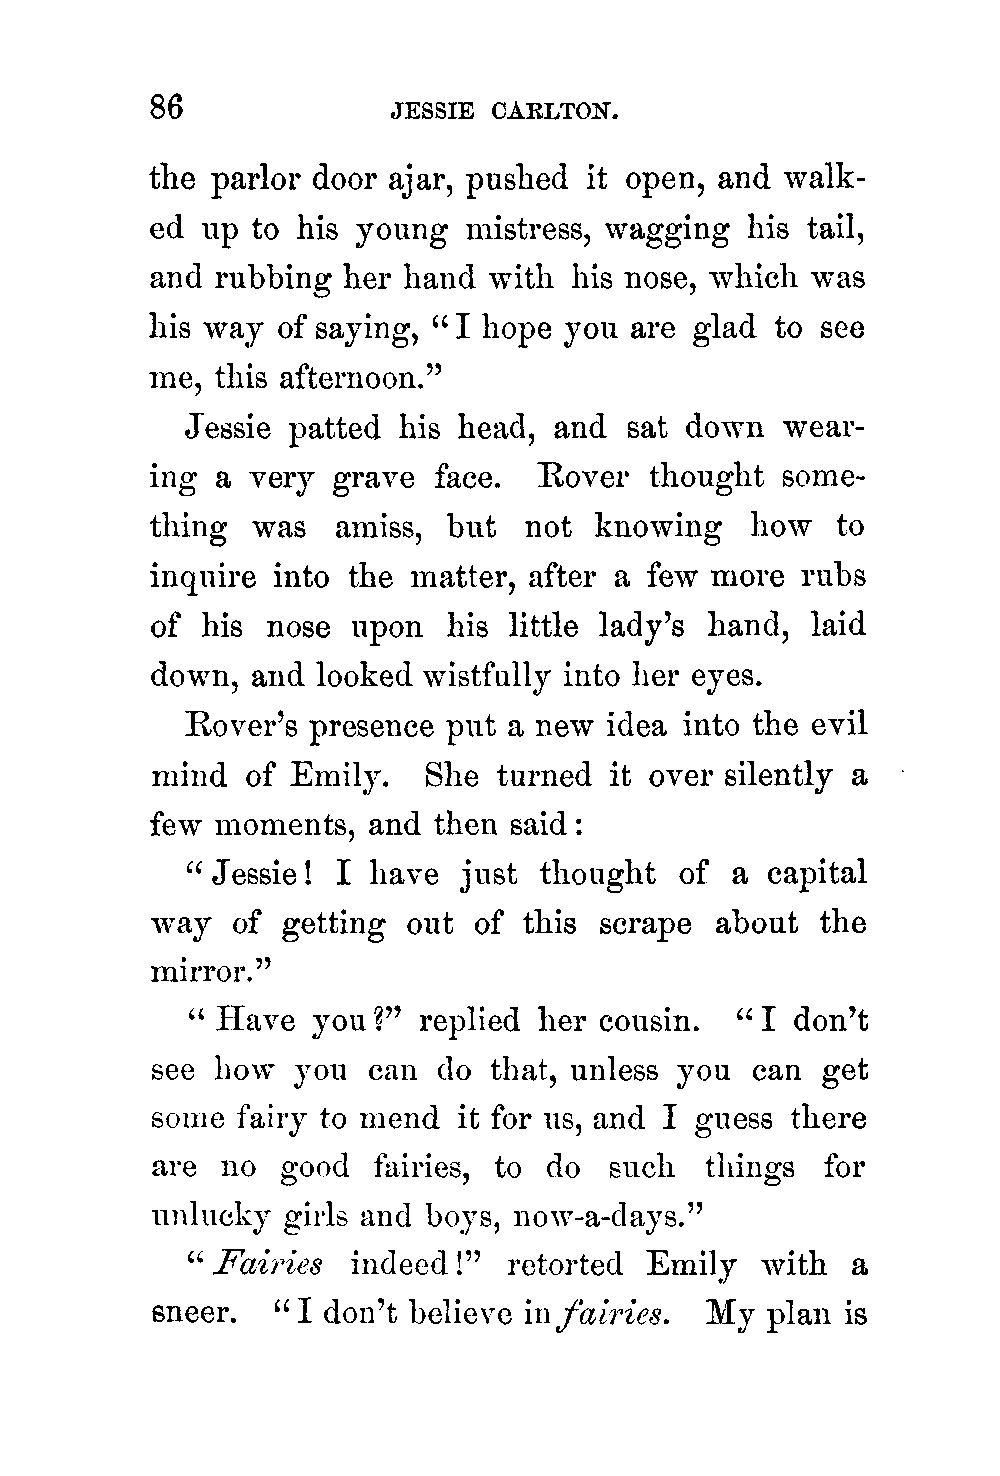 86 JESSIE CARLTON.
the parlor door ajar, pushed it open, and walk-
ed up to his young mistress, wagging his tail,
and rubbing her hand with his nose, which was
his way of saying, “I hope you are glad to see
me, this afternoon.”
Jessie patted his head, and sat down wear-
ing a very grave face. Rover thought some-
thing was amiss, but not knowing how to
inquire into the matter, after a few more rubs
of his nose upon his little lady’s hand, laid
down, and looked wistfully into her eyes.
Rover’s presence put a new idea into the evil
mind of Emily. She turned it over silently a
few moments, and then said:
“Jessie! I have just thought of a capital
way of getting out of this scrape about the
mirror.”
“Have you?” replied her cousin. “I don’t
see how you can do that, unless you can get
some fairy to mend it for us, and I guess there
are no good fairies, to do such things for
unlucky girls and boys, now-a-days.”
“Fairies indeed!” retorted Emily with a
sneer. “I don’t believe in fairies. My plan is